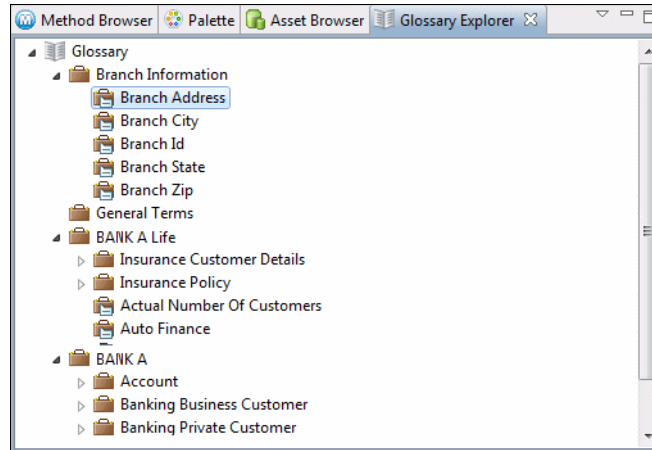 Method Browser Palette Asset Browser Glossary Explorer
Glossary
Branch Information
Branch Address
Branch City
Branch Id
Branch State
Branch Zip
General Terms
BANK A Life
Insurance Customer Details
Insurance Policy
Actual Number Of Customers
Auto Finance
BANK A
Account
Banking Business Customer
Banking Private Customer